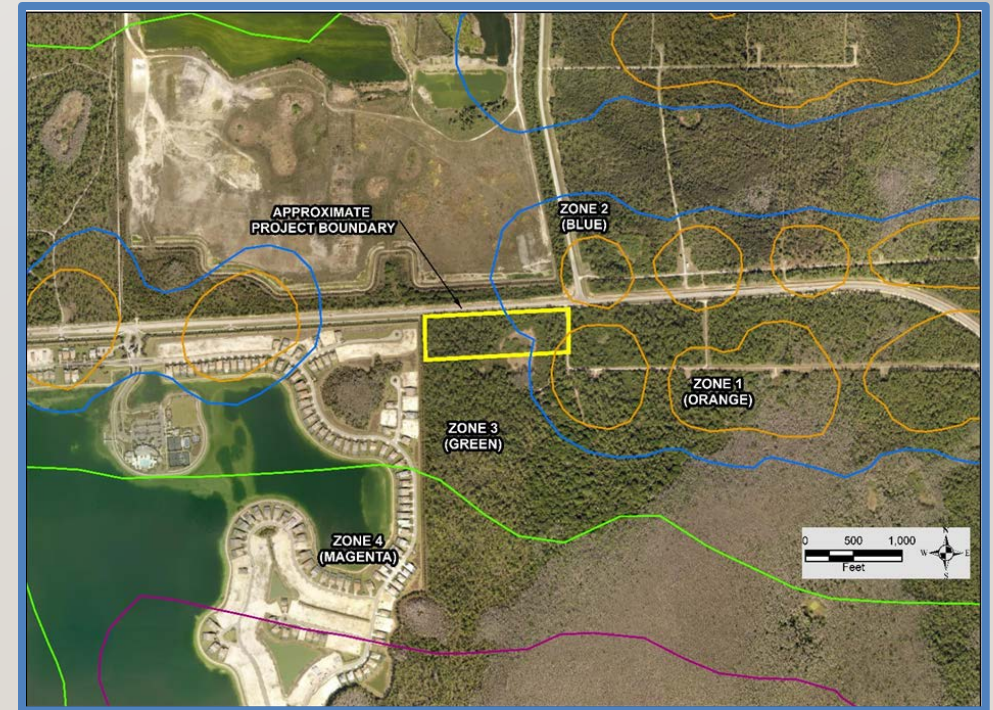 APPROXIMATE
PROJECT BOUNDARY
ZONE 2
(BLUE)
ZONE 1
(ORANGE)
ZONE 3
(GREEN)
ZONE 4
(MAGENTA)
0 500 1,000
Feet
N
W E
S